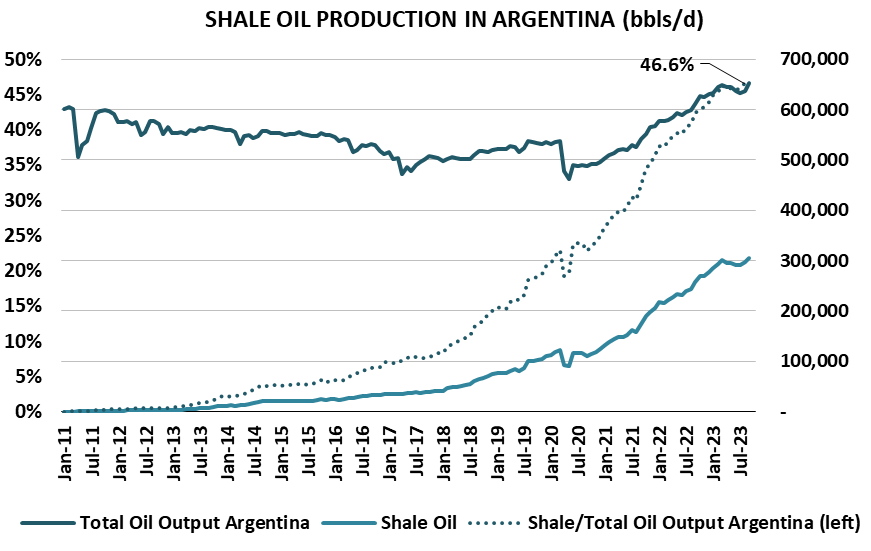 SHALE OIL PRODUCTION IN ARGENTINA (bbls/d)
50%
45%
40%
35%
30%
25%
20%
15%
10%
5%
0%
700,000
600,000
500,000
400,000
300,000
200,000
100,000
-
46.6%
Jan-11
Jul-11
Jan-12
Jul-12
Jan-13
Jul-13
Jan-14
Jul-14
Jan-15
Jul-15
Jan-16
Jul-16
Jan-17
Jul-17
Jan-18
Jul-18
Jan-19
Jul-19
Jan-20
Jul-20
Jan-21
Jul-21
Jan-22
Jul-22
Jan-23
Jul-23
Total Oil Output Argentina
Shale Oil
Shale/Total Oil Output Argentina (left)